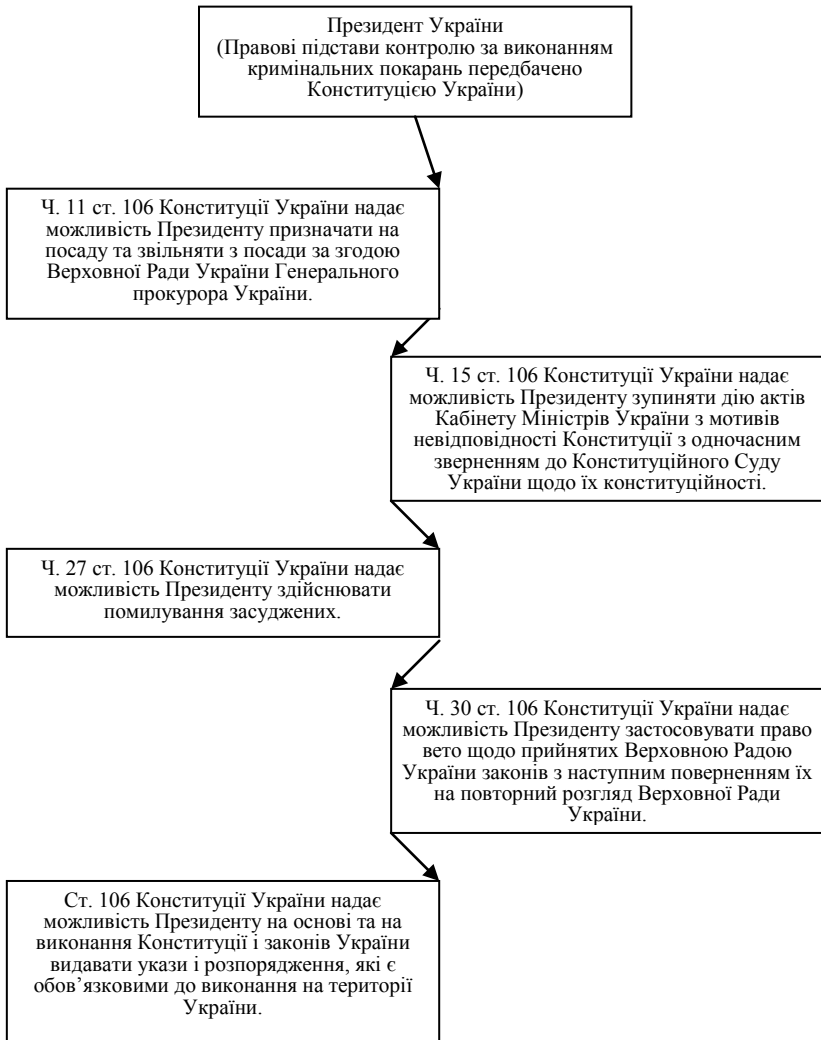 Президент України
(Правові підстави контролю за виконанням
кримінальних покарань передбачено
Конституцією України)
Ч. 11 ст. 106 Конституції України надає
можливість Президенту призначати на
посаду та звільняти з посади за згодою
Верховної Ради України Генерального
прокурора України.
Ч. 15 ст. 106 Конституції України надає
можливість Президенту зупиняти дію актів
Кабінету Міністрів України з мотивів
невідповідності Конституції з одночасним
зверненням до Конституційного Суду
України щодо їх конституційності.
Ч. 27 ст. 106 Конституції України надає
можливість Президенту здійснювати
помилування засуджених.
Ч. 30 ст. 106 Конституції України надає
можливість Президенту застосовувати право
вето щодо прийнятих Верховною Радою
України законів з наступним поверненням їх
на повторний розгляд Верховної Ради
України.
Ст. 106 Конституції України надає
можливість Президенту на основі та на
виконання Конституції і законів України
видавати укази і розпорядження, які є
обов’язковими до виконання на території
України.